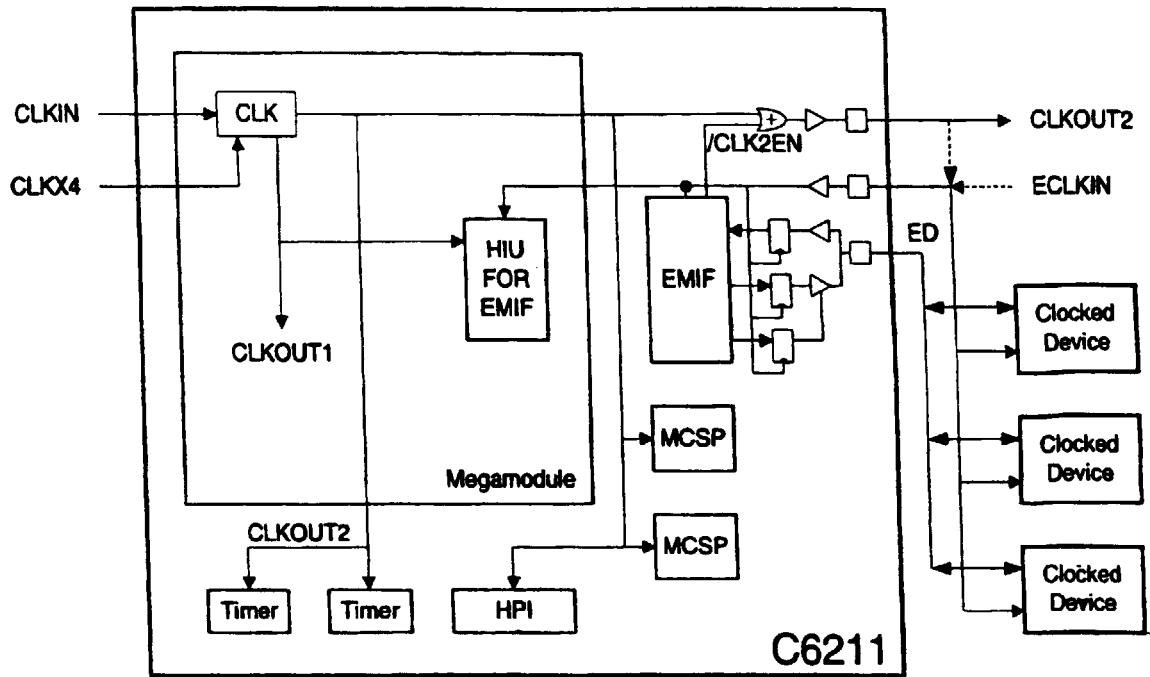 CLKIN
CLK
CLKOUT2
/CLK2EN
CLKX4
ECLKIN
HIU
FOR
EMIF
EMIF
ED
Clocked
Device
CLKOUT1
MCSP
Clocked
Device
Megamodule
CLKOUT2
MCSP
Clocked
Device
Timer
Timer
HPI
C6211